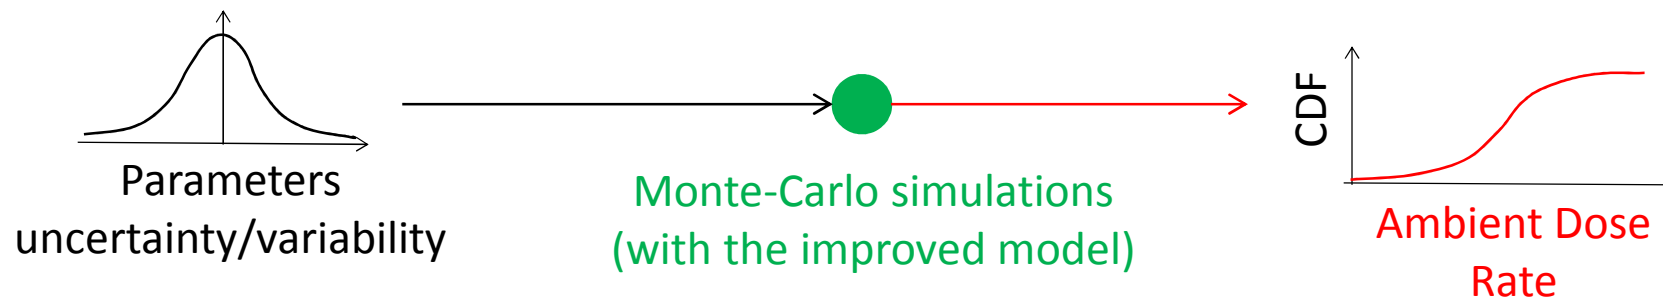 Parameters
uncertainty/variability
Monte-Carlo simulations
(with the improved model)
CDF
Ambient Dose
Rate